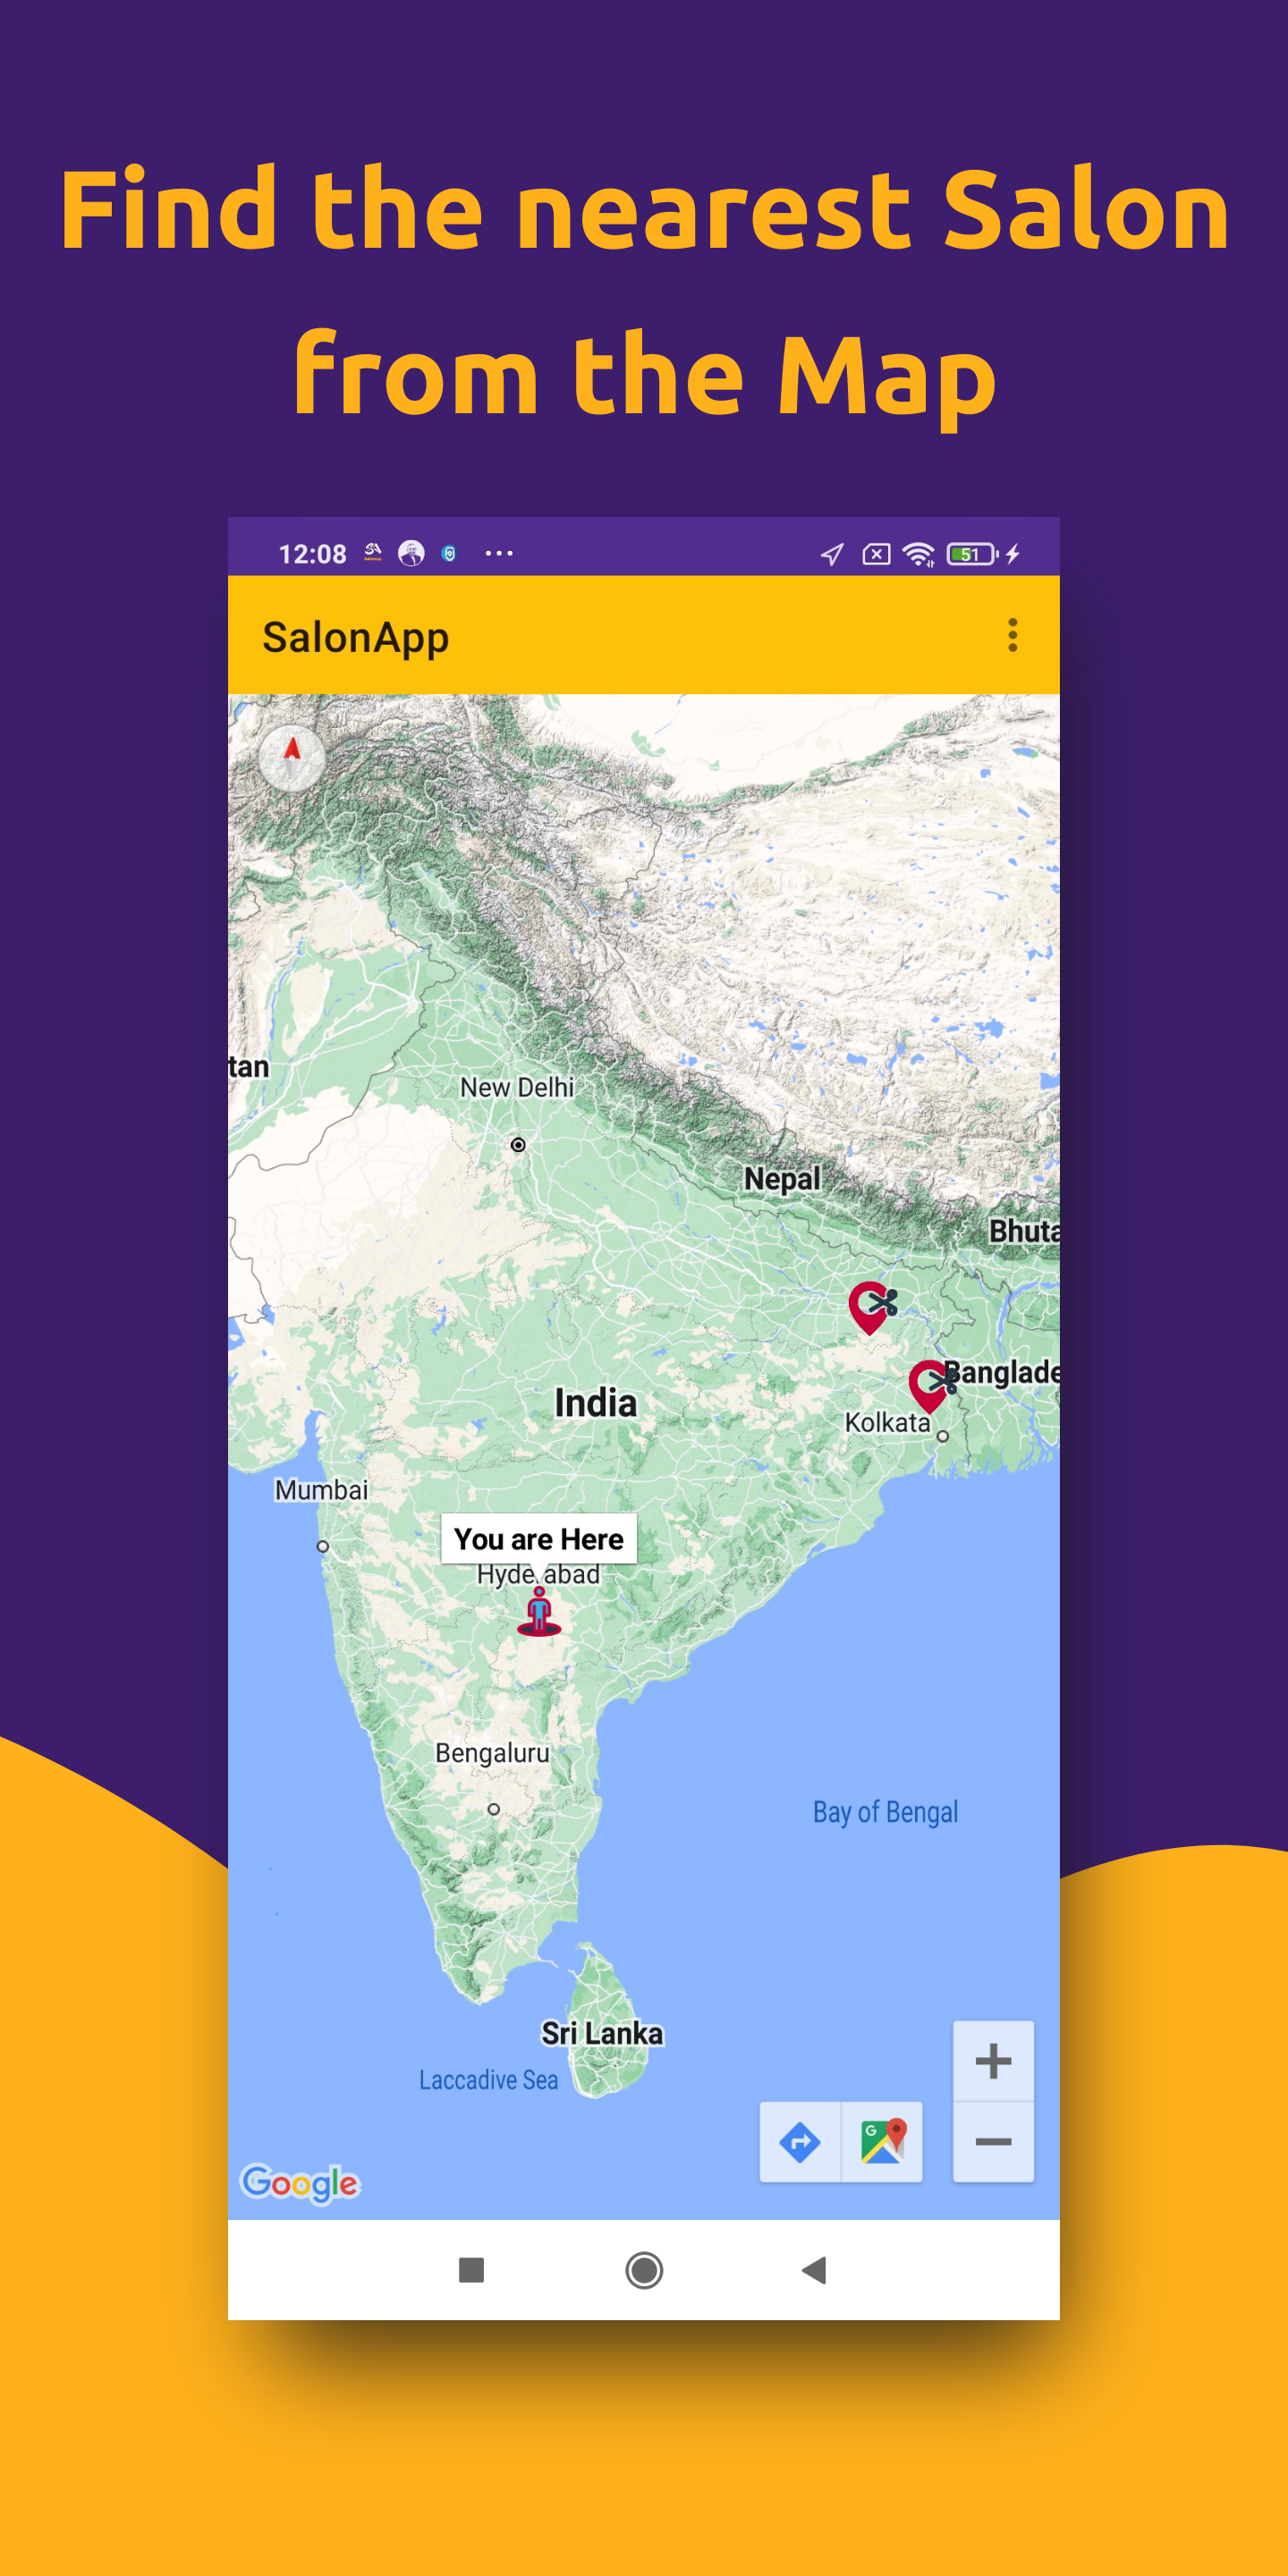 Find the nearest Salon
from the Map
12:08
51
SalonApp
tan
New Delhi
Nepal
Bhuta
Banglade
India
Kolkata
Mumbai
You are Here
Hyderabad
Bengaluru
Bay of Bengal
Sri Lanka
Laccadive Sea
G
Google